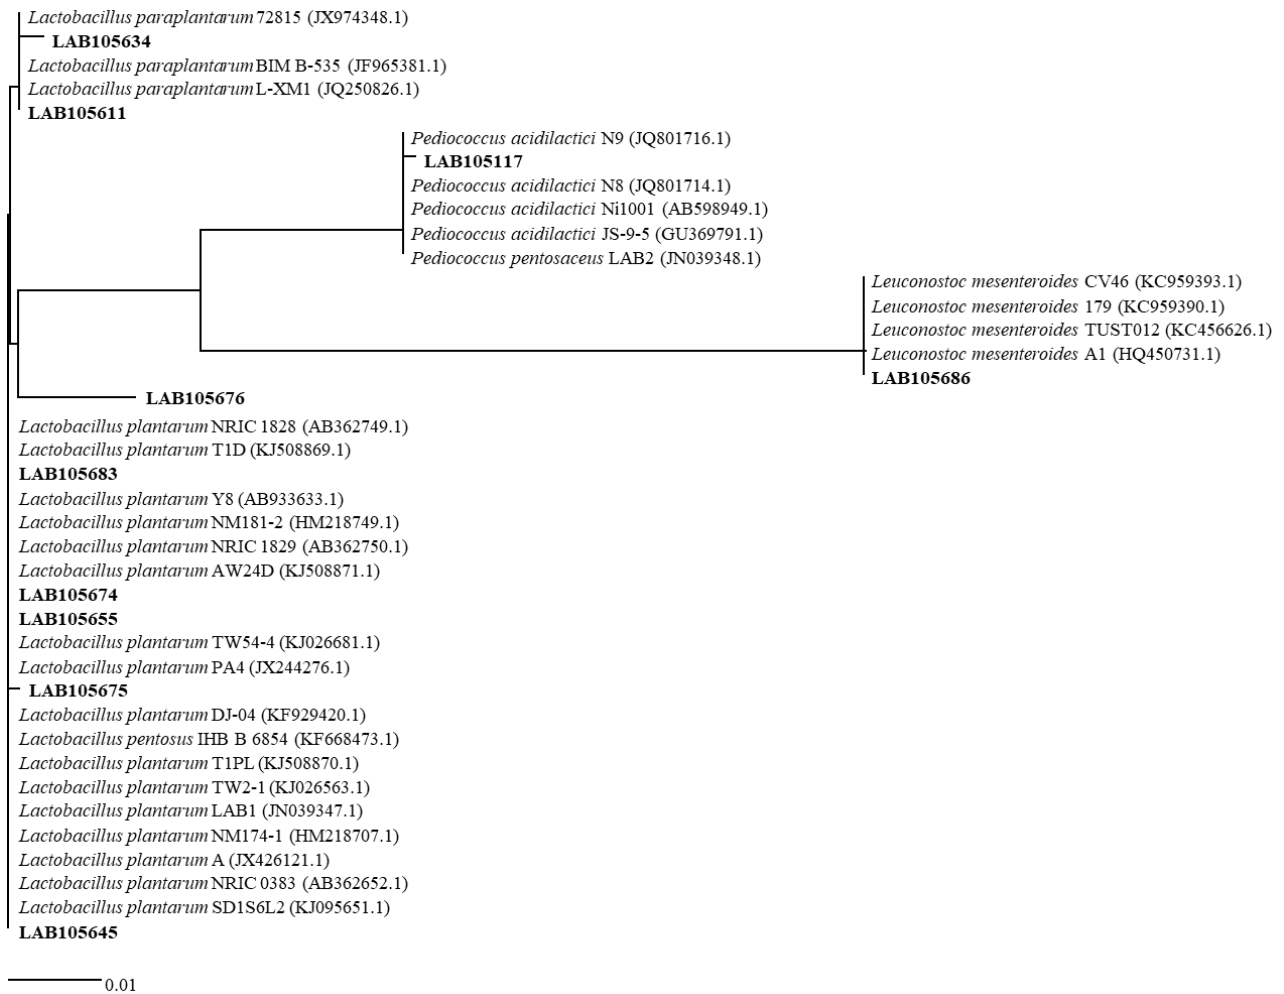 Lactobacillus paraplantarum 72815 (JX974348.1)
LAB105634
Lactobacillus paraplantarum BIM B-535 (JF965381.1)
Lactobacillus paraplantarum L-XM1 (JQ250826.1)
LAB105611
Pediococcus acidilactici N9 (JQ801716.1)
LAB105117
Pediococcus acidilactici N8 (JQ801714.1)
Pediococcus acidilactici Ni1001 (AB598949.1)
Pediococcus acidilactici JS-9-5 (GU369791.1)
Pediococcus pentosaceus LAB2 (JN039348.1)
Leuconostoc mesenteroides CV46 (KC959393.1)
Leuconostoc mesenteroides 179 (KC959390.1)
Leuconostoc mesenteroides TUST012 (KC456626.1)
Leuconostoc mesenteroides A1 (HQ450731.1)
LAB105686
LAB105676
Lactobacillus plantarum NRIC 1828 (AB362749.1)
Lactobacillus plantarum T1D (KJ508869.1)
LAB105683
Lactobacillus plantarum Y8 (AB933633.1)
Lactobacillus plantarum NM181-2 (HM218749.1)
Lactobacillus plantarum NRIC 1829 (AB362750.1)
Lactobacillus plantarum AW24D (KJ508871.1)
LAB105674
LAB105655
Lactobacillus plantarum TW54-4 (KJ026681.1)
Lactobacillus plantarum PA4 (JX244276.1)
LAB105675
Lactobacillus plantarum DJ-04 (KF929420.1)
Lactobacillus pentosus IHB B 6854 (KF668473.1)
Lactobacillus plantarum T1PL (KJ508870.1)
Lactobacillus plantarum TW2-1 (KJ026563.1)
Lactobacillus plantarum LAB1 (JN039347.1)
Lactobacillus plantarum NM174-1 (HM218707.1)
Lactobacillus plantarum A (JX426121.1)
Lactobacillus plantarum NRIC 0383 (AB362652.1)
Lactobacillus plantarum SD1S6L2 (KJ095651.1)
LAB105645
0.01